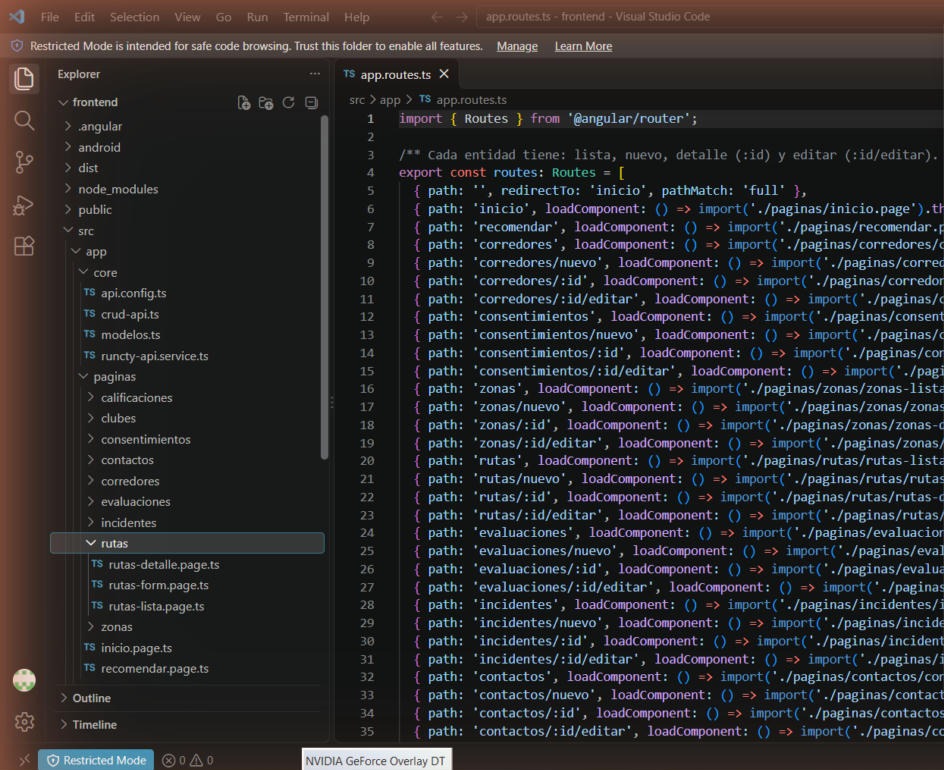 File Edit Selection View Go Run Terminal Help
app.routes.ts - frontend - Visual Studio Code
Restricted Mode is intended for safe code browsing. Trust this folder to enable all features. Manage Learn More
Explorer
frontend
.angular
android
dist
node_modules
public
src
app
core
TS api.config.ts
TS crud-api.ts
TS modelos.ts
TS runcty-api.service.ts
paginas
calificaciones
clubes
consentimientos
contactos
corredores
evaluaciones
incidentes
rutas
TS rutas-detalle.page.ts
TS rutas-form.page.ts
TS rutas-lista.page.ts
zonas
TS inicio.page.ts
TS recomendar.page.ts
Outline
Timeline
TS app.routes.ts
src > app > TS app.routes.ts
1 import { Routes } from '@angular/router';
2
3 /** Cada entidad tiene: lista, nuevo, detalle (:id) y editar (:id/editar).
4 export const routes: Routes = [
5 { path: '', redirectTo: 'inicio', pathMatch: 'full' },
6 { path: 'inicio', loadComponent: () => import('./paginas/inicio.page').th
7 { path: 'recomendar', loadComponent: () => import('./paginas/recomendar.p
8 { path: 'corredores', loadComponent: () => import('./paginas/corredores/c
9 { path: 'corredores/nuevo', loadComponent: () => import('./paginas/corred
10 { path: 'corredores/:id', loadComponent: () => import('./paginas/corredor
11 { path: 'corredores/:id/editar', loadComponent: () => import('./paginas/c
12 { path: 'consentimientos', loadComponent: () => import('./paginas/consent
13 { path: 'consentimientos/nuevo', loadComponent: () => import('./paginas/c
14 { path: 'consentimientos/:id', loadComponent: () => import('./paginas/con
15 { path: 'consentimientos/:id/editar', loadComponent: () => import('./pagi
16 { path: 'zonas', loadComponent: () => import('./paginas/zonas/zonas-lista
17 { path: 'zonas/nuevo', loadComponent: () => import('./paginas/zonas/zonas
18 { path: 'zonas/:id', loadComponent: () => import('./paginas/zonas/zonas-d
19 { path: 'zonas/:id/editar', loadComponent: () => import('./paginas/zonas/
20 { path: 'rutas', loadComponent: () => import('./paginas/rutas/rutas-lista
21 { path: 'rutas/nuevo', loadComponent: () => import('./paginas/rutas/rutas
22 { path: 'rutas/:id', loadComponent: () => import('./paginas/rutas/rutas-d
23 { path: 'rutas/:id/editar', loadComponent: () => import('./paginas/rutas/
24 { path: 'evaluaciones', loadComponent: () => import('./paginas/evaluacion
25 { path: 'evaluaciones/nuevo', loadComponent: () => import('./paginas/eval
26 { path: 'evaluaciones/:id', loadComponent: () => import('./paginas/evalua
27 { path: 'evaluaciones/:id/editar', loadComponent: () => import('./paginas
28 { path: 'incidentes', loadComponent: () => import('./paginas/incidentes/i
29 { path: 'incidentes/nuevo', loadComponent: () => import('./paginas/incide
30 { path: 'incidentes/:id', loadComponent: () => import('./paginas/incident
31 { path: 'incidentes/:id/editar', loadComponent: () => import('./paginas/i
32 { path: 'contactos', loadComponent: () => import('./paginas/contactos/con
33 { path: 'contactos/nuevo', loadComponent: () => import('./paginas/contact
34 { path: 'contactos/:id', loadComponent: () => import('./paginas/contactos
35 { path: 'contactos/:id/editar', loadComponent: () => import('./paginas/co
Restricted Mode 0 0
NVIDIA GeForce Overlay DT